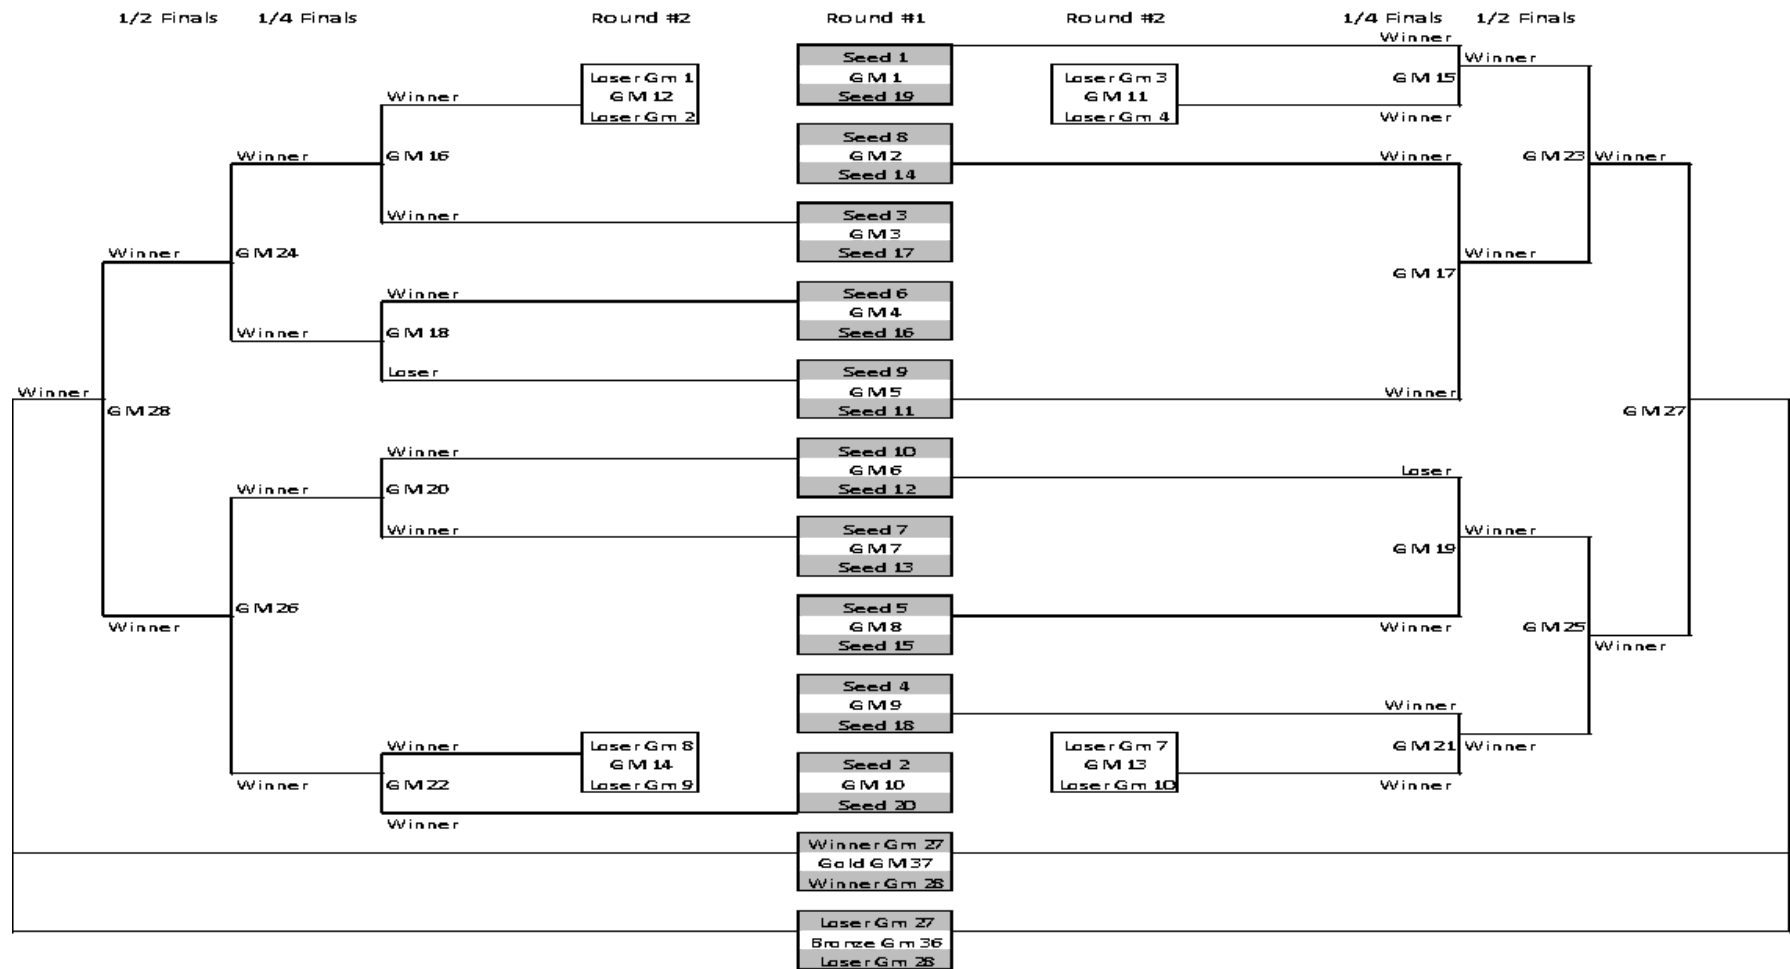 1/2 Finals 1/4 Finals Round #2 Round #1 Round #2 1/4 Finals 1/2 Finals
Winner
Seed 1
GM 1
Seed 19
Loser Gm 1
GM 12
Loser Gm 2
Loser Gm 3
GM 11
Loser Gm 4
Winner
GM 15
Winner
Winner
Winner
Seed 8
GM 2
Seed 14
Winner
GM 16
Winner
GM 23
Winner
Winner
Seed 3
GM 3
Seed 17
Winner
GM 24
Winner
GM 17
Winner
Seed 6
GM 4
Seed 16
Winner
GM 18
Loser
Seed 9
GM 5
Seed 11
Winner
Winner
GM 28
GM 27
Winner
Seed 10
GM 6
Seed 12
Loser
Winner
GM 20
Winner
Seed 7
GM 7
Seed 13
Winner
GM 19
GM 26
Winner
Seed 5
GM 8
Seed 15
Winner
GM 25
Winner
Seed 4
GM 9
Seed 18
Winner
Winner
Loser Gm 8
GM 14
Loser Gm 9
Loser Gm 7
GM 13
Loser Gm 10
GM 21
Winner
Winner
Winner
GM 22
Winner
Seed 2
GM 10
Seed 20
Winner Gm 27
Gold GM 37
Winner Gm 28
Loser Gm 27
Bronze Gm 36
Loser Gm 28